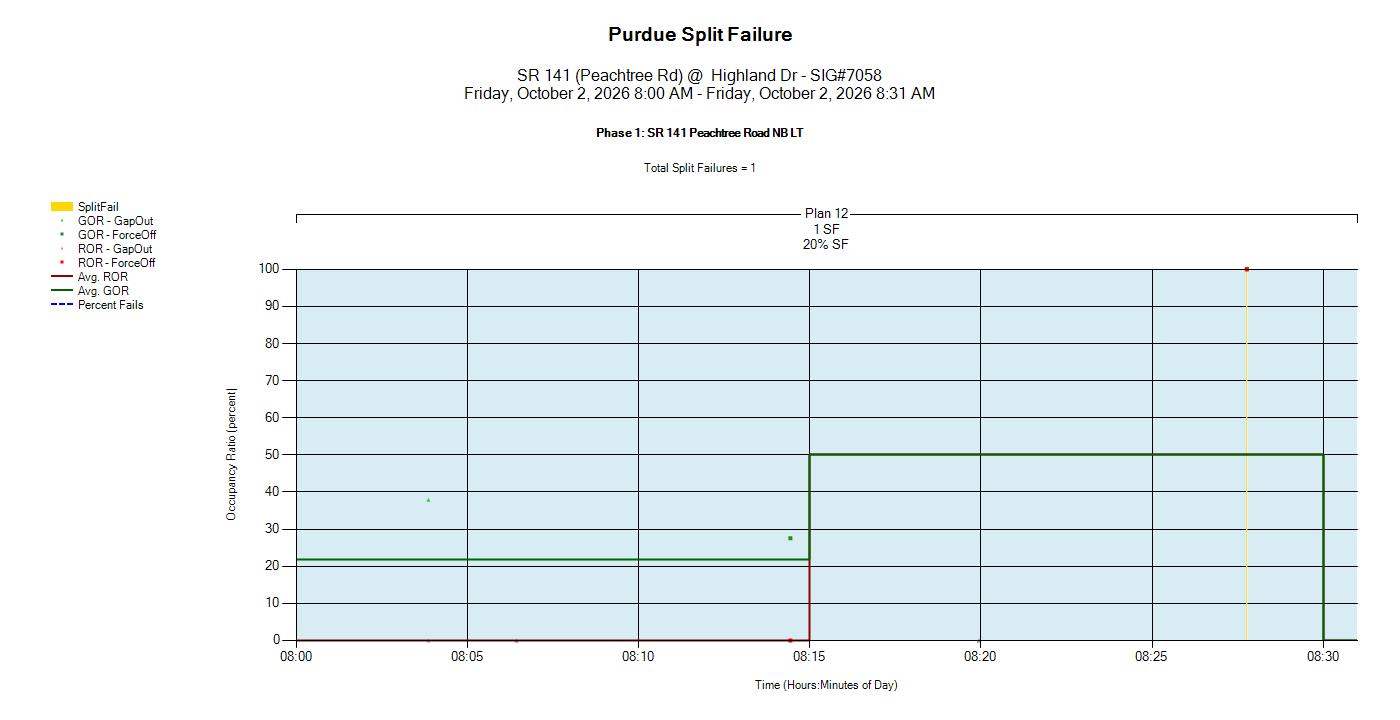 Purdue Split Failure
SR 141 (Peachtree Rd) @ Highland Dr - SIG#7058
Friday, October 2, 2026 8:00 AM - Friday, October 2, 2026 8:31 AM
Phase 1: SR 141 Peachtree Road NB LT
Total Split Failures = 1
SplitFail
GOR - GapOut
GOR - ForceOff
ROR - GapOut
ROR - ForceOff
Avg. ROR
Avg. GOR
Percent Fails
Plan 12
1 SF
20% SF
100
90
80
70
60
50
40
30
20
10
0
Occupancy Ratio (percent)
08:00 08:05 08:10 08:15 08:20 08:25 08:30
Time (Hours:Minutes of Day)